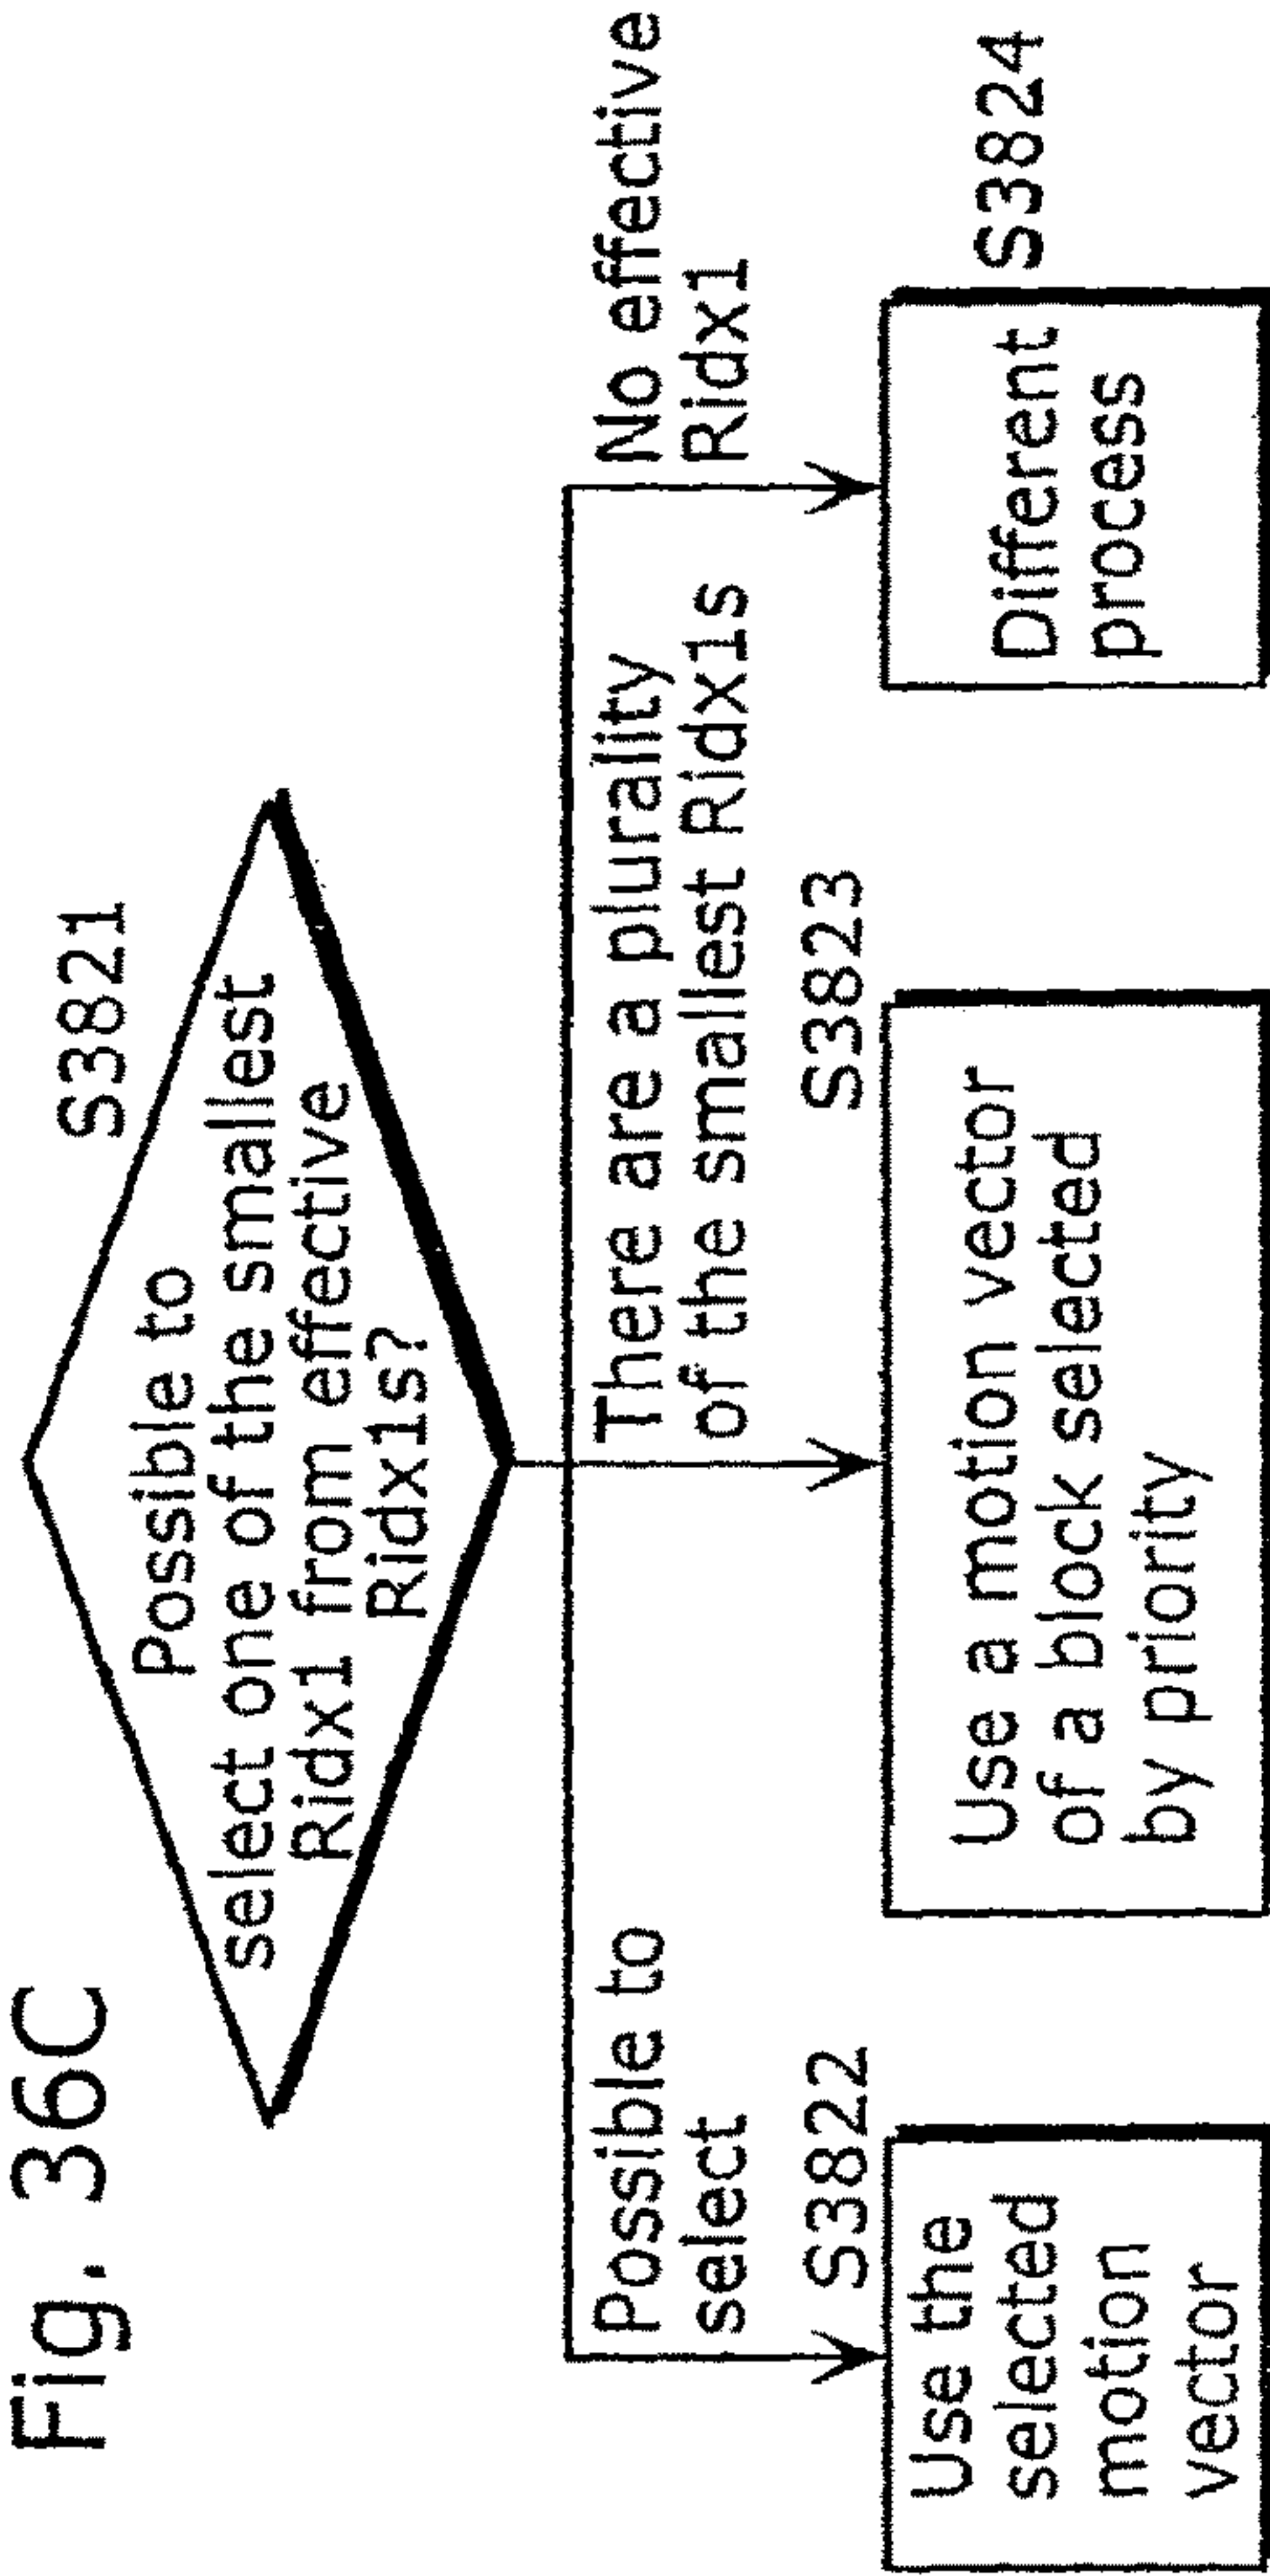 Fig. 36C
S3821
Possible to
select one of the smallest
Ridx1 from effective
Ridx1s?
Possible to
select
There are a plurality
of the smallest Ridx1s
No effective
Ridx1
S3822
Use the
selected
motion
vector
S3823
Use a motion vector
of a block selected
by priority
S3824
Different
process